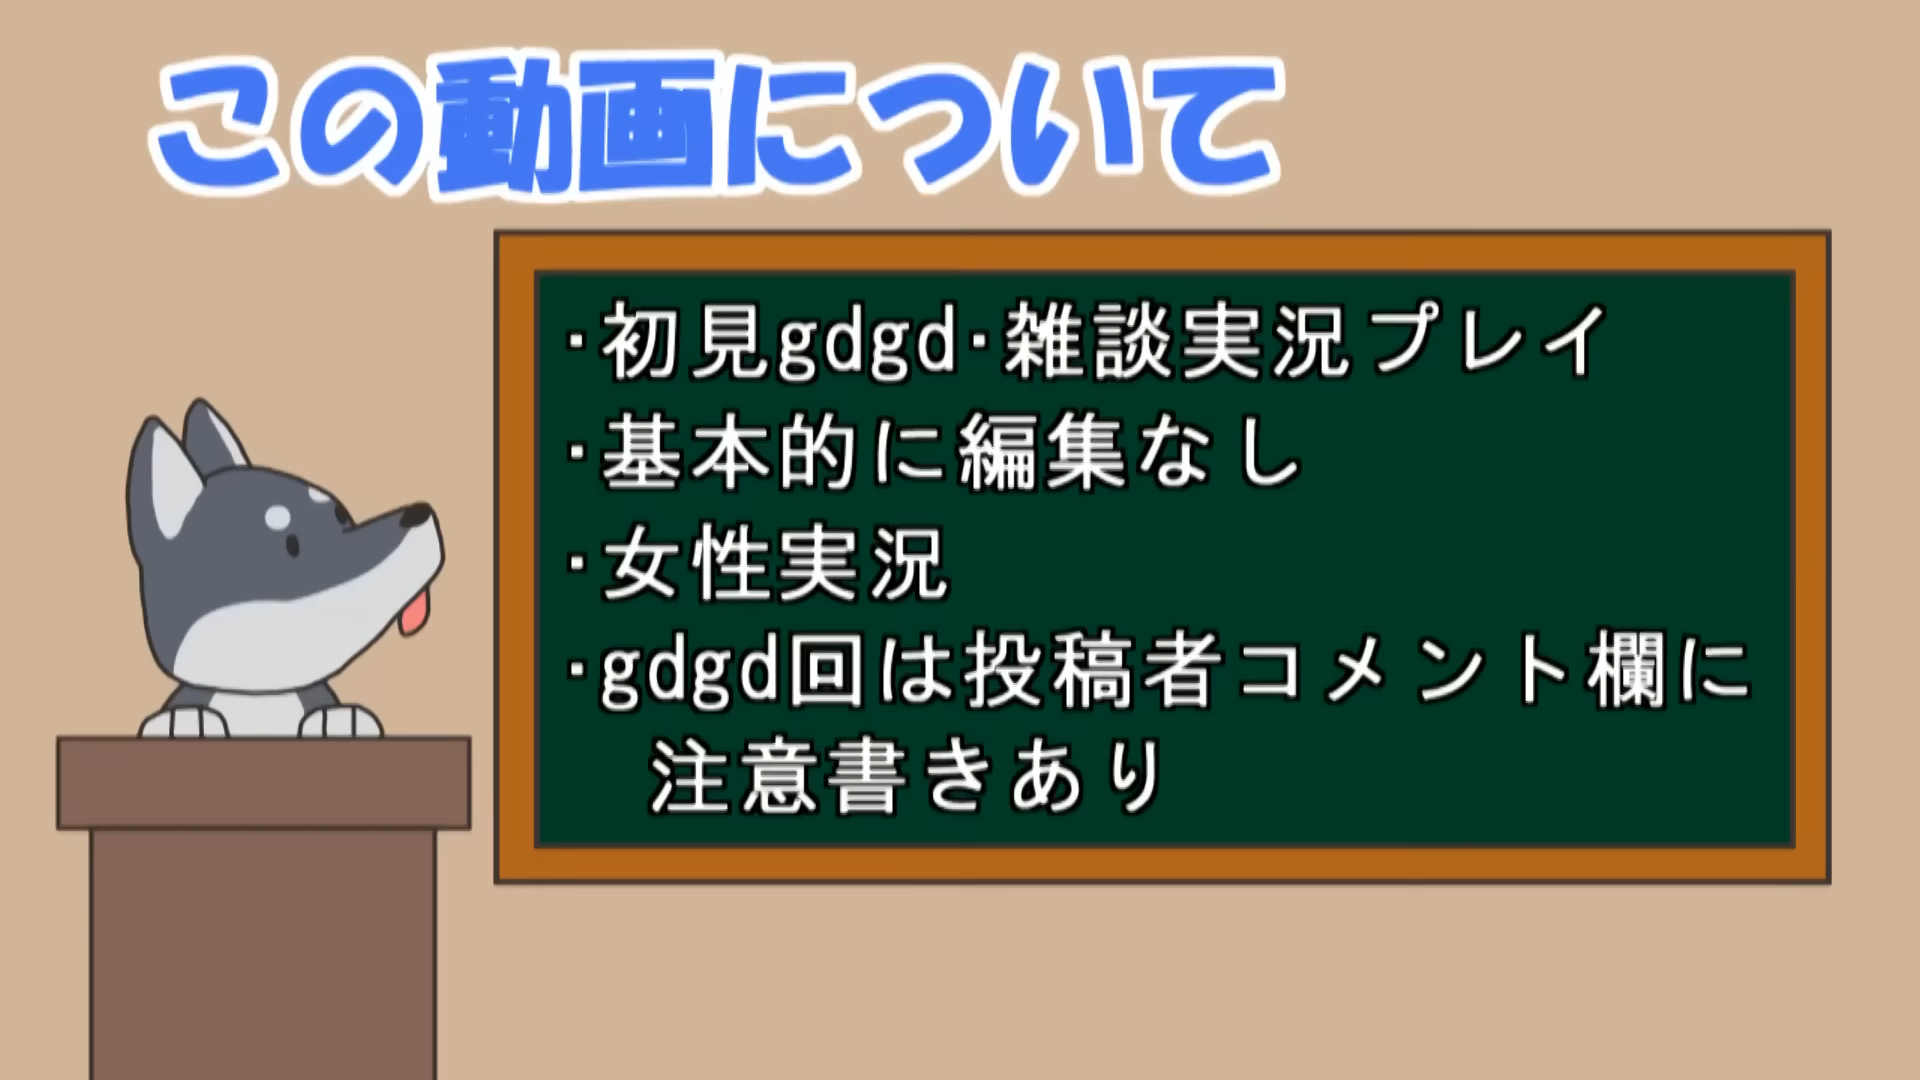 この動画について
·初見gdgd·雑談実況プレイ
·基本的に編集なし
·女性実況
·gdgd回は投稿者コメント欄に
注意書きあり